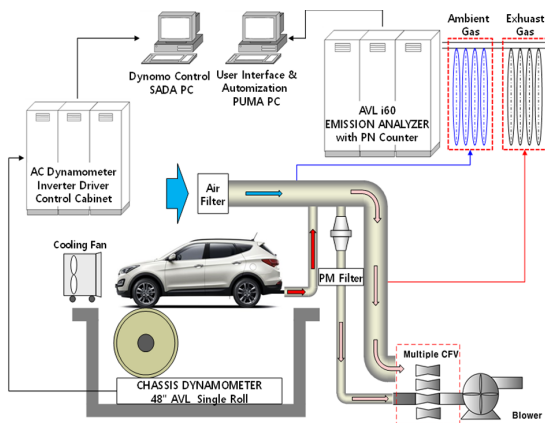 Ambient
Gas
Exhuast
Gas
Dynomo Control
SADA PC
User Interface &
Automization
PUMA PC
AVL i60
EMISSION ANALYZER
with PN Counter
AC Dynamometer
Inverter Driver
Control Cabinet
Air
Filter
Cooling Fan
PM Filter
Multiple CFV
CHASSIS DYNAMOMETER
48" AVL Single Roll
Blower